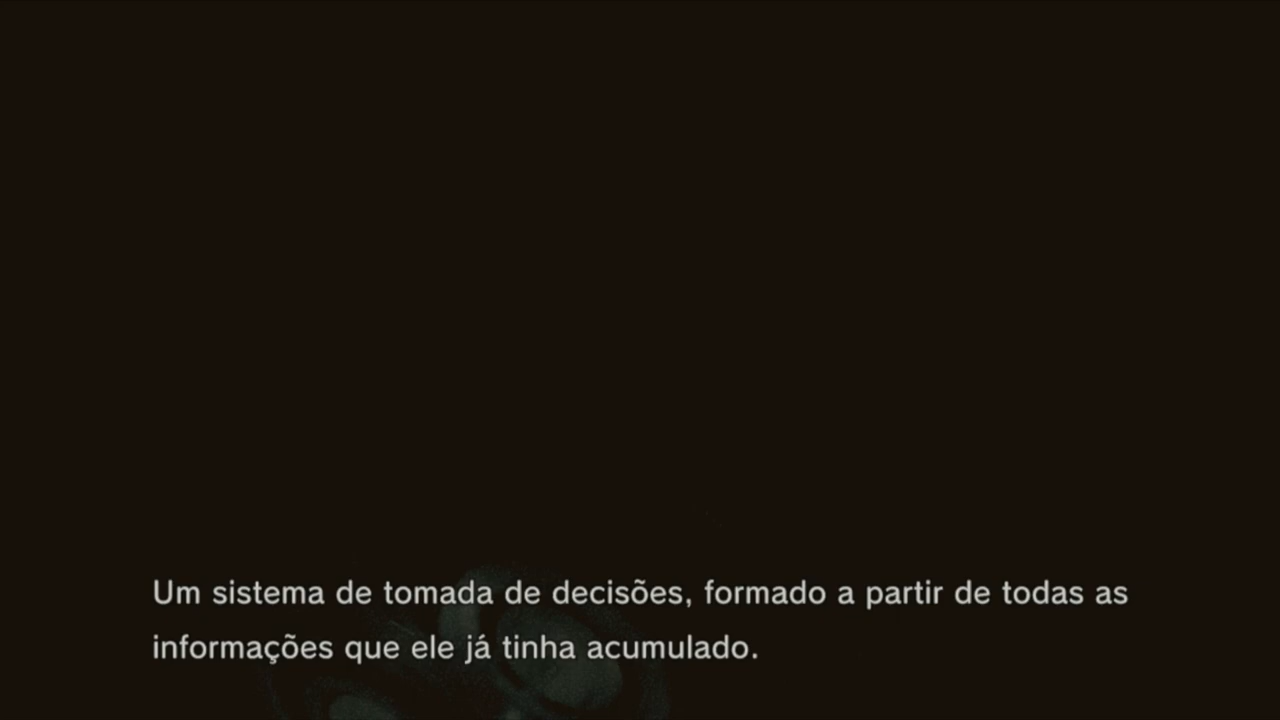 Um sistema de tomada de decisões, formado a partir de todas as
informações que ele já tinha acumulado.